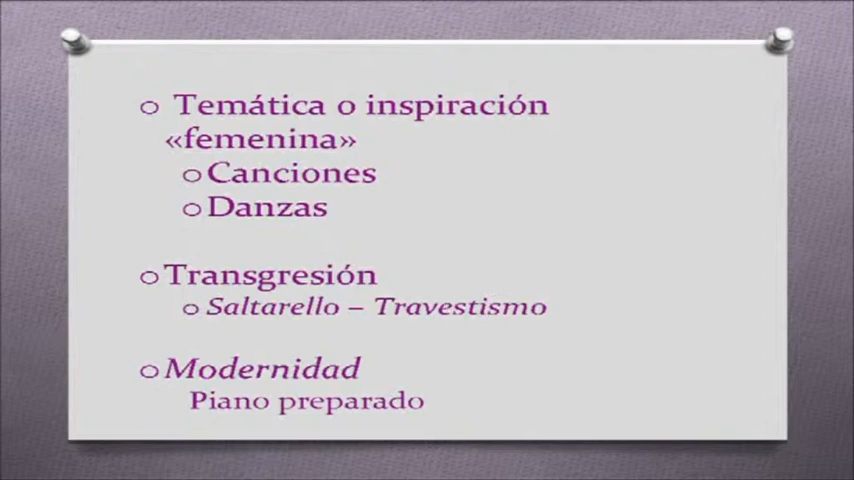 Temática o inspiración
«femenina»
Canciones
Danzas
Transgresión
Saltarello – Travestismo
Modernidad
Piano preparado